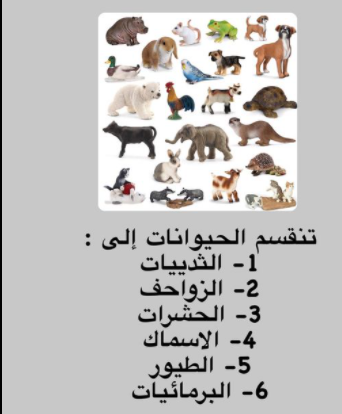 تنقسم الحيوانات إلى :
1- الثدييات
2- الزواحف
3- الحشرات
4- الاسماك
5- الطيور
6- البرمائيات